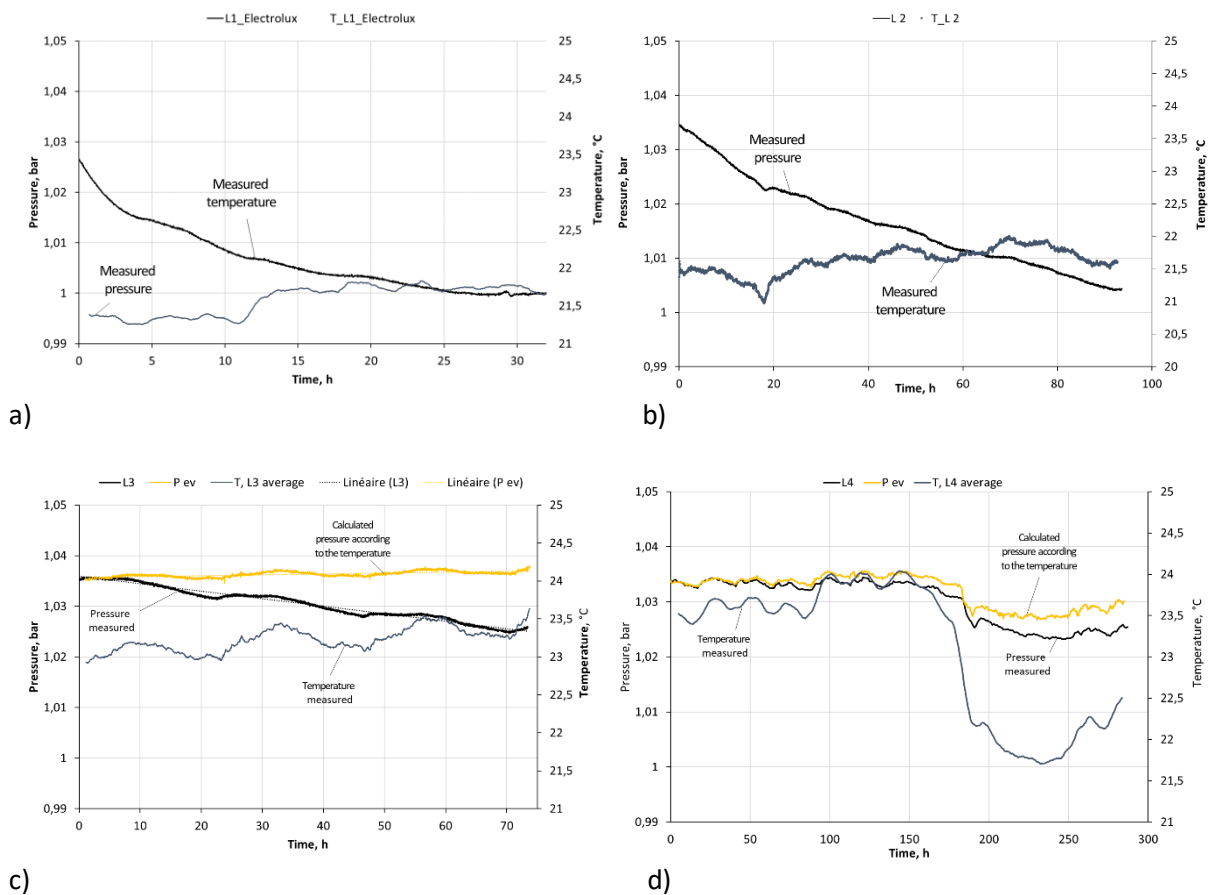 L1_Electrolux T_L1_Electrolux
1,05
1,04
1,03
1,02
1,01
1
0,99
Pressure, bar
25
24,5
24
23,5
23
22,5
22
21,5
21
Temperature, °C
Measured
temperature
Measured
pressure
0 5 10 15 20 25 30
Time, h
a)
L 2 T_L 2
1,05
1,04
1,03
1,02
1,01
1
0,99
Pressure, bar
25
24,5
24
23,5
23
22,5
22
21,5
21
20,5
20
Temperature, °C
Measured
pressure
Measured
temperature
0 20 40 60 80 100
Time, h
b)
L3 P ev T, L3 average Linéaire (L3) Linéaire (P ev)
1,05
1,04
1,03
1,02
1,01
1
0,99
Pressure, bar
25
24,5
24
23,5
23
22,5
22
21,5
21
Temperature, °C
Calculated
pressure according
to the temperature
Pressure
measured
Temperature
measured
0 10 20 30 40 50 60 70
Time, h
c)
L4 P ev T, L4 average
1,05
1,04
1,03
1,02
1,01
1
0,99
Pressure, bar
25
24,5
24
23,5
23
22,5
22
21,5
21
Temperature, °C
Calculated
pressure according
to the temperature
Temperature
measured
Pressure
measured
0 50 100 150 200 250 300
Time, h
d)